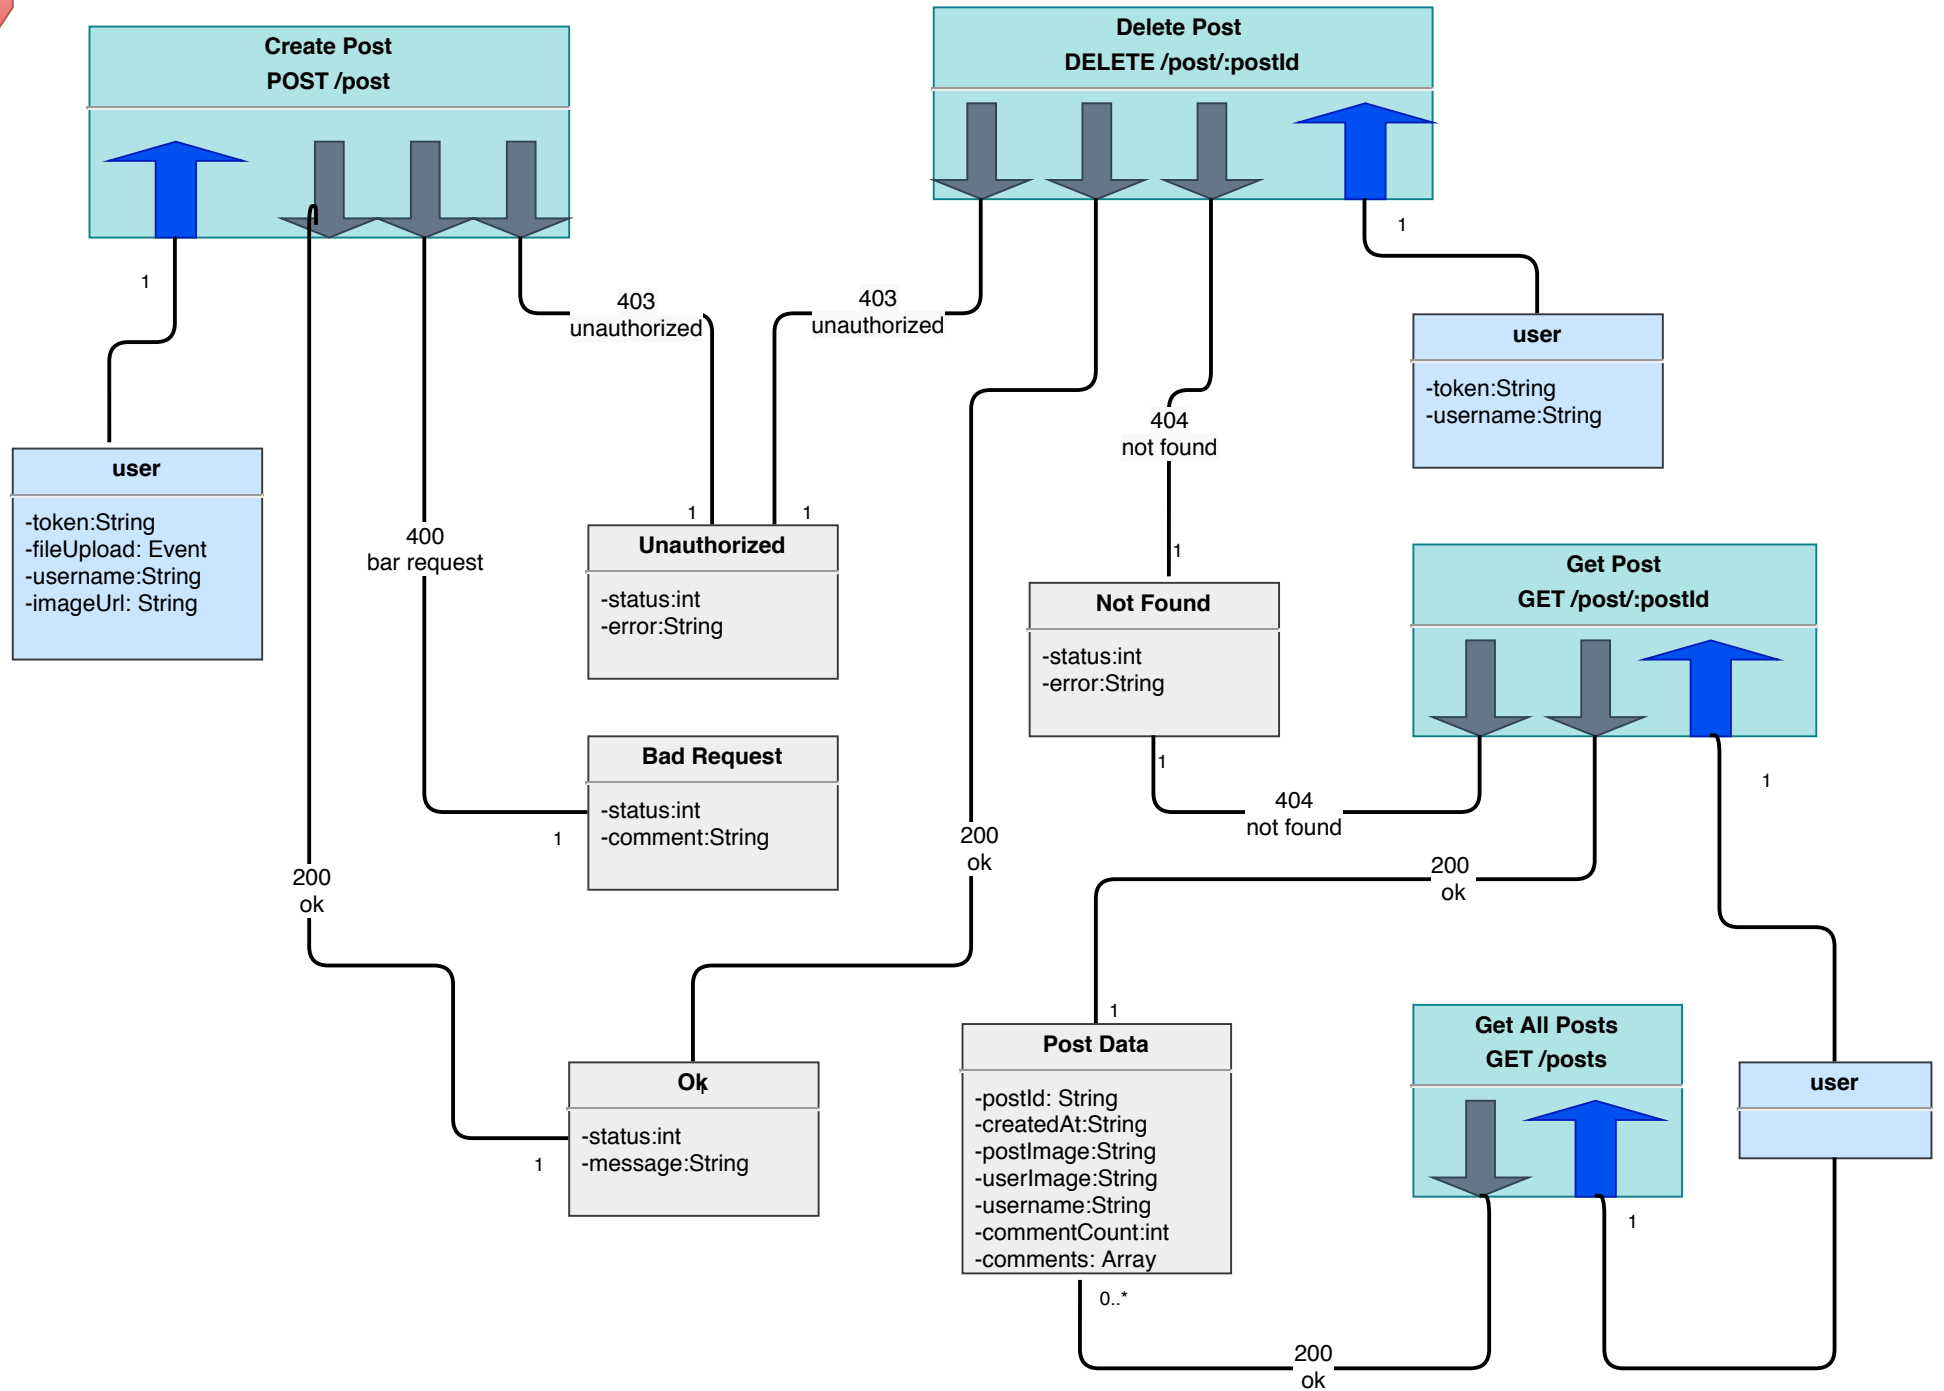 Create Post
POST /post
1
user
-token:String
-fileUpload: Event
-username:String
-imageUrl: String
200
ok
400
bar request
403
unauthorized
403
unauthorized
Delete Post
DELETE /post/:postId
1
user
-token:String
-username:String
404
not found
1
1
Unauthorized
-status:int
-error:String
1
Not Found
-status:int
-error:String
1
404
not found
Get Post
GET /post/:postId
1
Bad Request
-status:int
-comment:String
1
200
ok
200
ok
1
Ok
1
-status:int
-message:String
1
Post Data
-postId: String
-createdAt:String
-postImage:String
-userImage:String
-username:String
-commentCount:int
-comments: Array
0..*
200
ok
Get All Posts
GET /posts
1
user